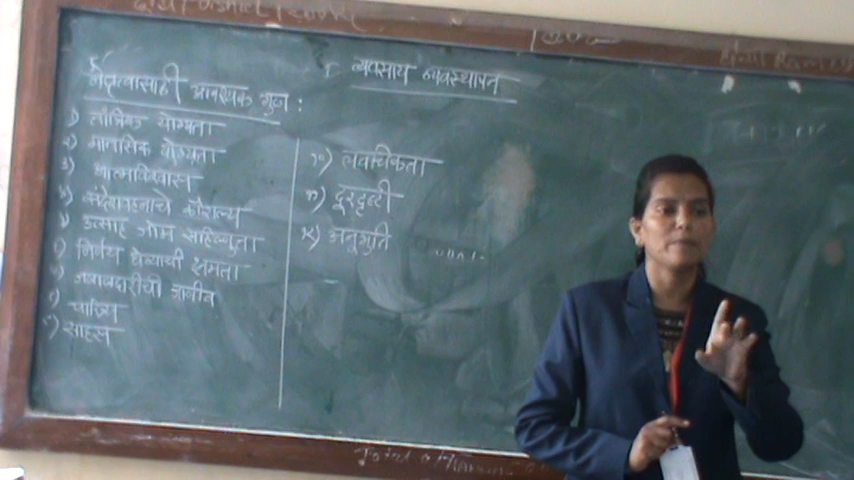 व्यवसाय व्यवस्थापन
नेतृत्वासाठी आवश्यक गुण :
१) तांत्रिक योग्यता
२) मानसिक योग्यता
३) आत्मविश्वास
४) संदेशवहनाचे कौशल्य
५) उत्साह आणि सहिष्णुता
६) निर्णय घेण्याची क्षमता
७) जबाबदारीची जाणीव
८) चारित्र्य
९) साहस
१०) लवचिकता
११) दूरदृष्टी
१२) अनुभुति